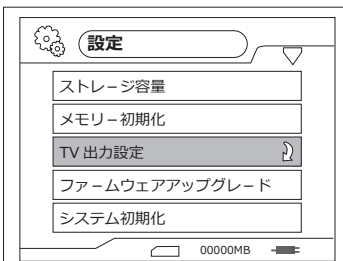 設定
ストレージ容量
メモリー初期化
TV 出力設定
ファームウェアアップグレード
システム初期化
00000MB